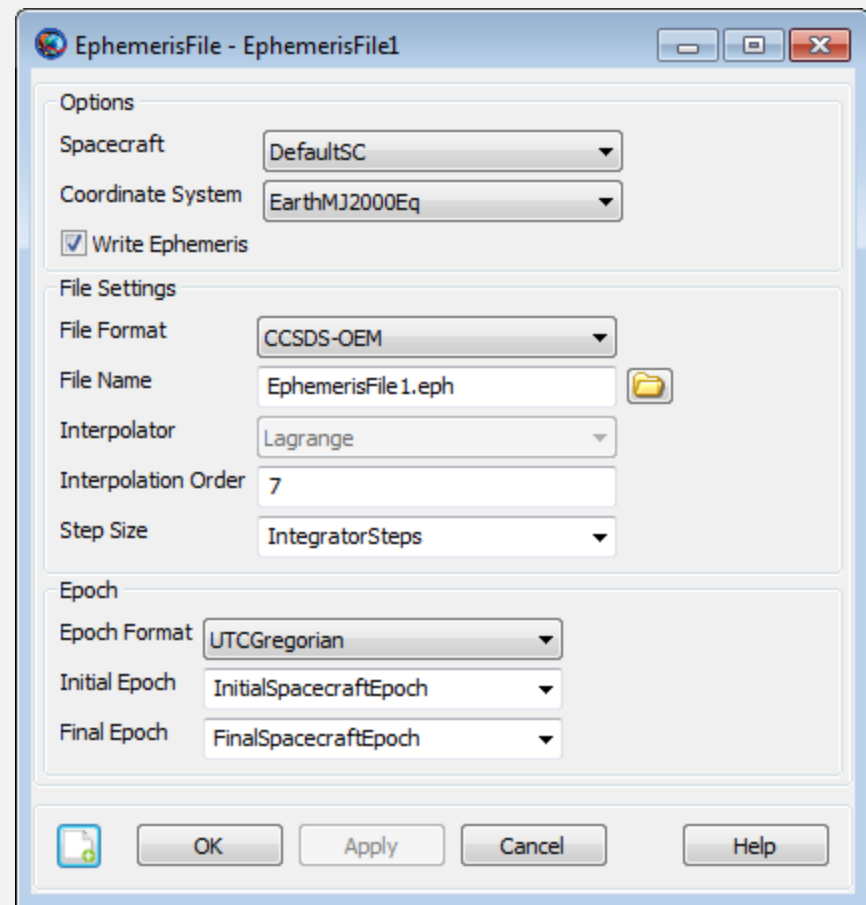 EphemerisFile - EphemerisFile1
Options
Spacecraft DefaultSC
Coordinate System EarthMJ2000Eq
Write Ephemeris
File Settings
File Format CCSDS-OEM
File Name EphemerisFile1.eph
Interpolator Lagrange
Interpolation Order 7
Step Size IntegratorSteps
Epoch
Epoch Format UTCGregorian
Initial Epoch InitialSpacecraftEpoch
Final Epoch FinalSpacecraftEpoch
OK Apply Cancel Help